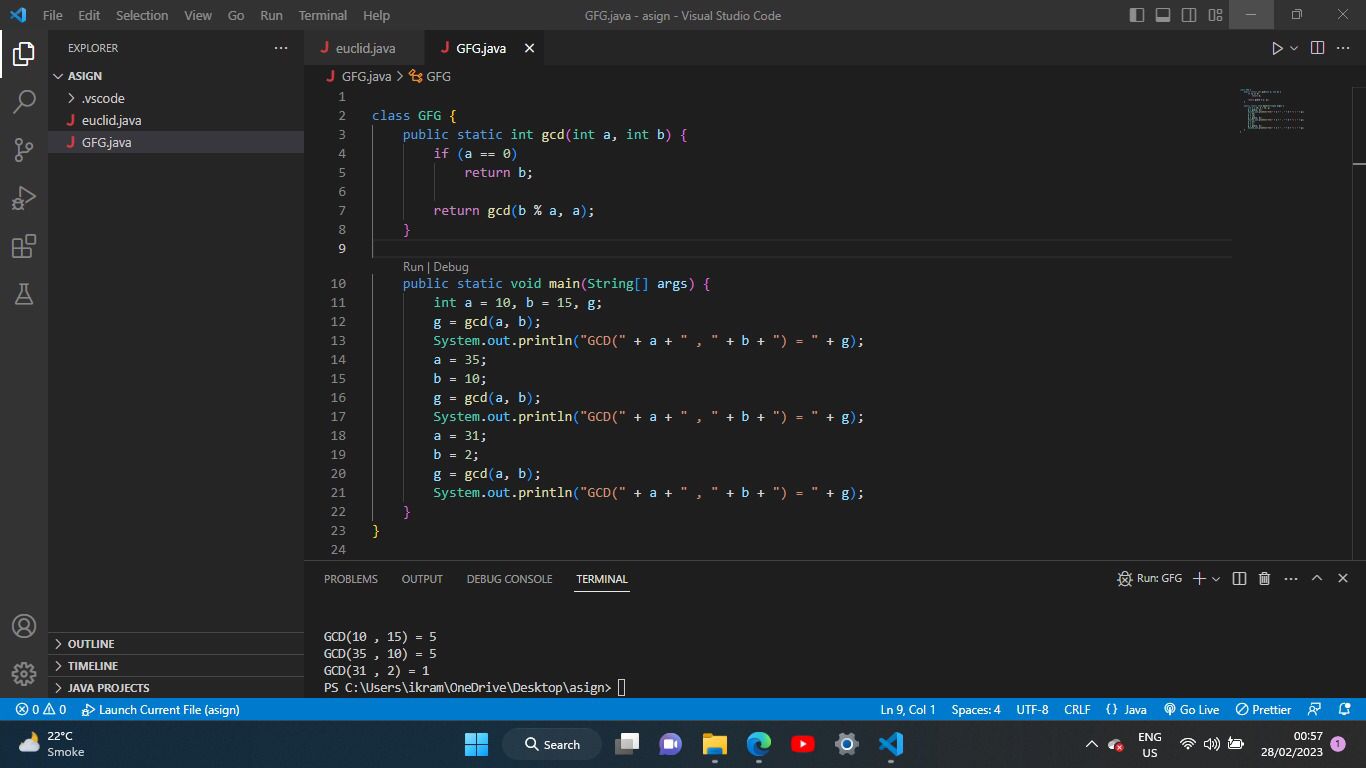 File Edit Selection View Go Run Terminal Help GFG.java - asign - Visual Studio Code
EXPLORER
ASIGN
.vscode
euclid.java
GFG.java
OUTLINE
TIMELINE
JAVA PROJECTS
euclid.java GFG.java
GFG.java > GFG
1
2 class GFG {
3 public static int gcd(int a, int b) {
4 if (a == 0)
5 return b;
6
7 return gcd(b % a, a);
8 }
9
Run | Debug
10 public static void main(String[] args) {
11 int a = 10, b = 15, g;
12 g = gcd(a, b);
13 System.out.println("GCD(" + a + " , " + b + ") = " + g);
14 a = 35;
15 b = 10;
16 g = gcd(a, b);
17 System.out.println("GCD(" + a + " , " + b + ") = " + g);
18 a = 31;
19 b = 2;
20 g = gcd(a, b);
21 System.out.println("GCD(" + a + " , " + b + ") = " + g);
22 }
23 }
24
PROBLEMS OUTPUT DEBUG CONSOLE TERMINAL Run: GFG
GCD(10 , 15) = 5
GCD(35 , 10) = 5
GCD(31 , 2) = 1
PS C:\Users\ikram\OneDrive\Desktop\asign>
0 0 Launch Current File (asign) Ln 9, Col 1 Spaces: 4 UTF-8 CRLF {} Java Go Live Prettier
22°C
Smoke
Search
ENG
US
00:57
28/02/2023
1